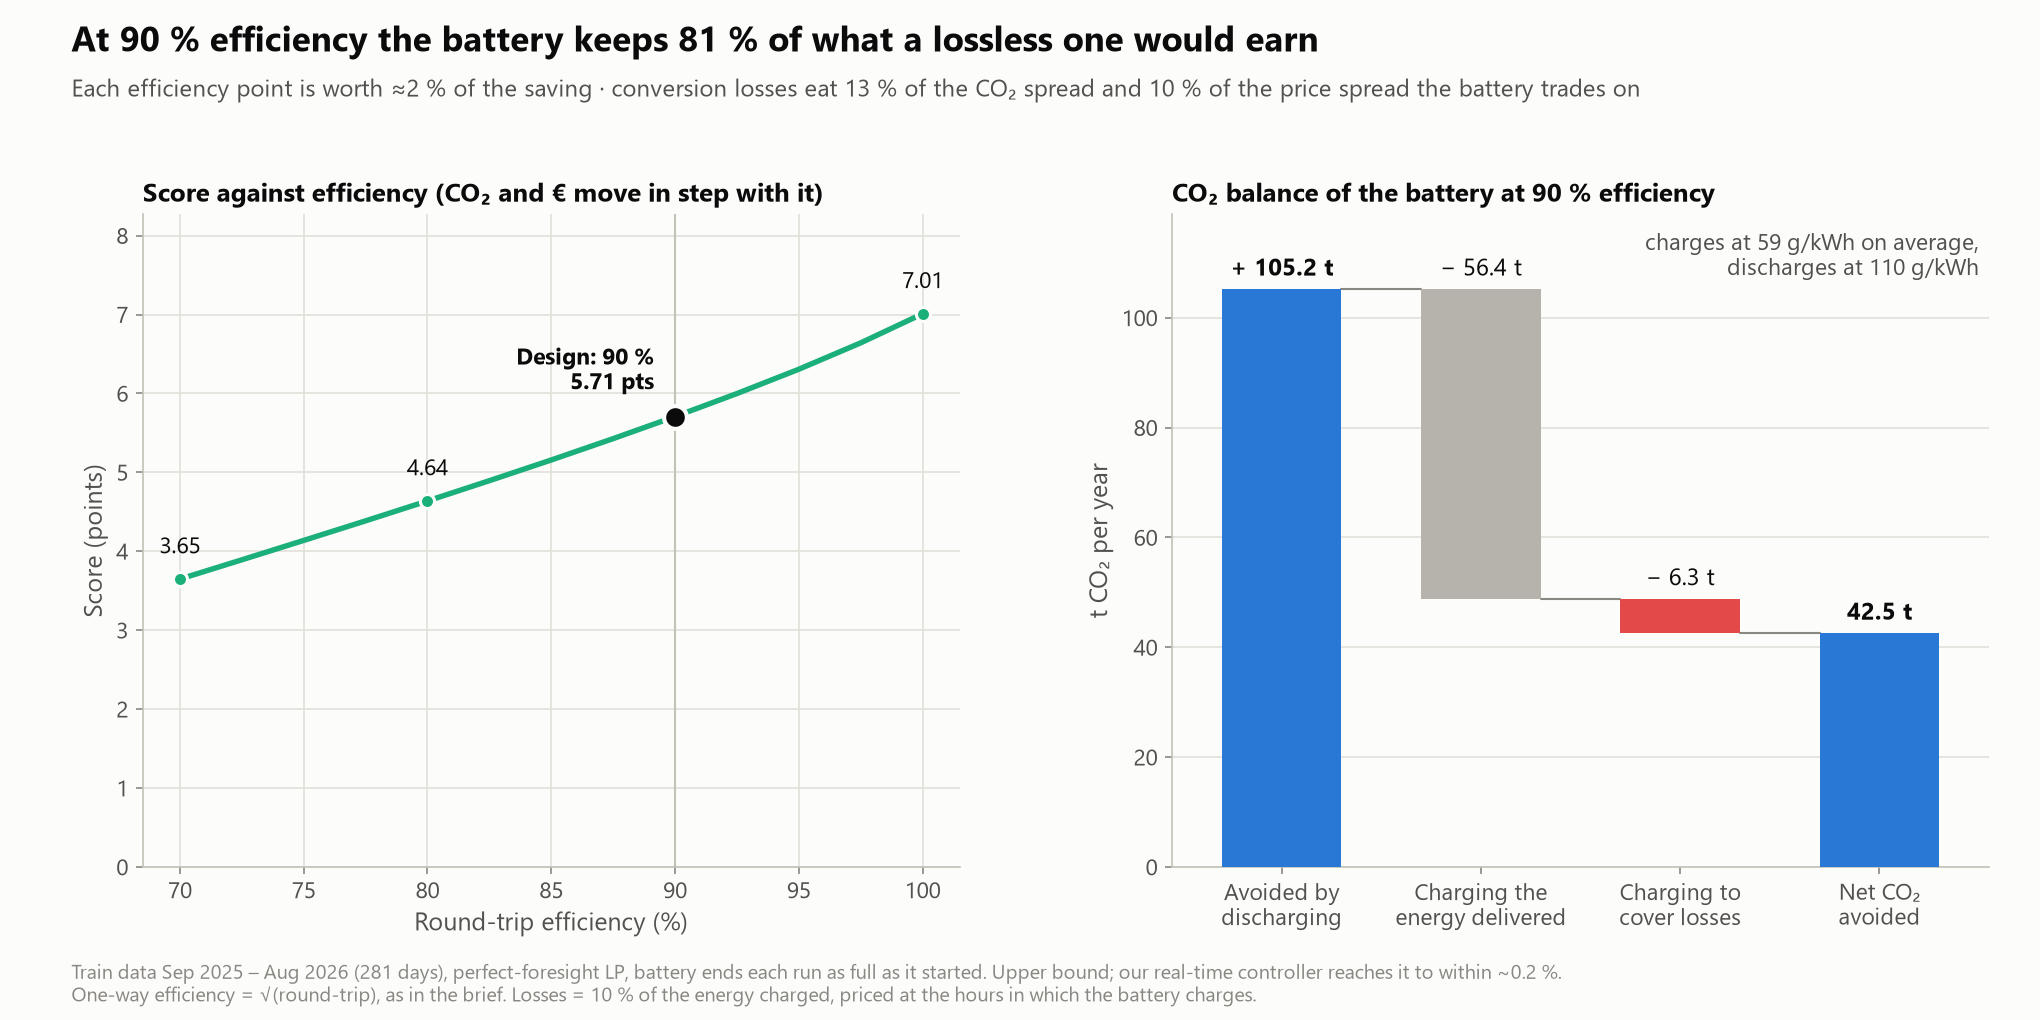 At 90 % efficiency the battery keeps 81 % of what a lossless one would earn
Each efficiency point is worth ≈2 % of the saving · conversion losses eat 13 % of the CO₂ spread and 10 % of the price spread the battery trades on
Score against efficiency (CO₂ and € move in step with it)
Score (points)
8
7
6
5
4
3
2
1
0
3.65
4.64
Design: 90 %
5.71 pts
7.01
70
75
80
85
90
95
100
Round-trip efficiency (%)
CO₂ balance of the battery at 90 % efficiency
charges at 59 g/kWh on average,
discharges at 110 g/kWh
t CO₂ per year
100
80
60
40
20
0
+ 105.2 t
− 56.4 t
− 6.3 t
42.5 t
Avoided by
discharging
Charging the
energy delivered
Charging to
cover losses
Net CO₂
avoided
Train data Sep 2025 – Aug 2026 (281 days), perfect-foresight LP, battery ends each run as full as it started. Upper bound; our real-time controller reaches it to within ~0.2 %.
One-way efficiency = √(round-trip), as in the brief. Losses = 10 % of the energy charged, priced at the hours in which the battery charges.